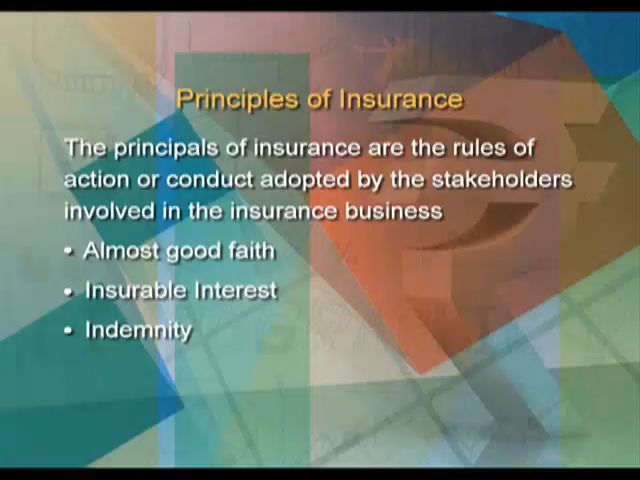 Principles of Insurance
The principals of insurance are the rules of
action or conduct adopted by the stakeholders
involved in the insurance business
• Almost good faith
• Insurable Interest
• Indemnity